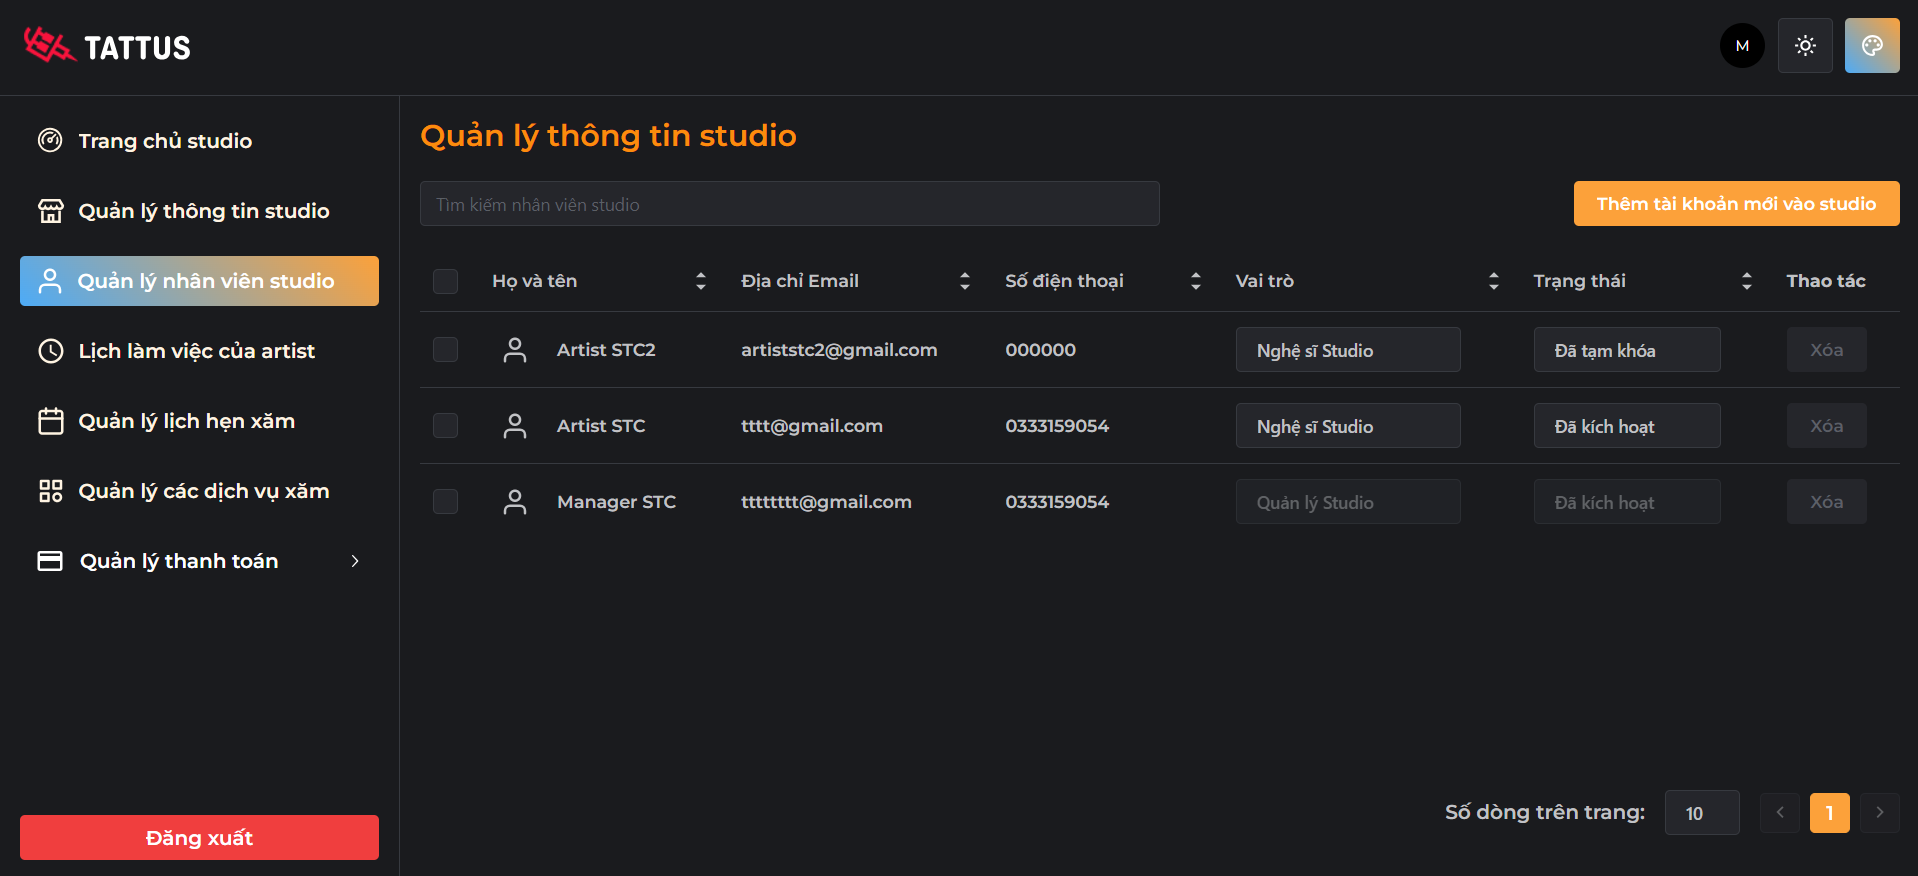 TATTUS
M
Trang chủ studio
Quản lý thông tin studio
Quản lý nhân viên studio
Lịch làm việc của artist
Quản lý lịch hẹn xăm
Quản lý các dịch vụ xăm
Quản lý thanh toán
Đăng xuất
Quản lý thông tin studio
Tìm kiếm nhân viên studio
Thêm tài khoản mới vào studio
Họ và tên Địa chỉ Email Số điện thoại Vai trò Trạng thái Thao tác
Artist STC2 artiststc2@gmail.com 000000 Nghệ sĩ Studio Đã tạm khóa Xóa
Artist STC tttt@gmail.com 0333159054 Nghệ sĩ Studio Đã kích hoạt Xóa
Manager STC tttttttt@gmail.com 0333159054 Quản lý Studio Đã kích hoạt Xóa
Số dòng trên trang: 10 1